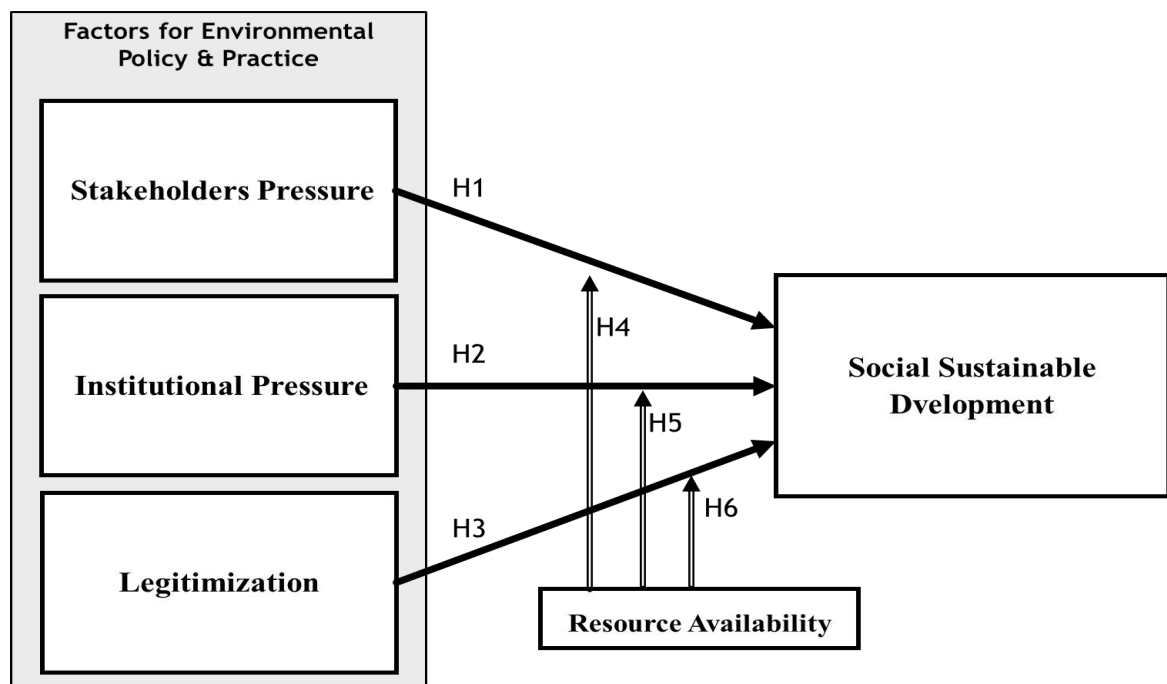 Factors for Environmental
Policy & Practice
Stakeholders Pressure
H1
H4
Institutional Pressure
H2
Social Sustainable
Dvelopment
H5
H6
H3
Legitimization
Resource Availability